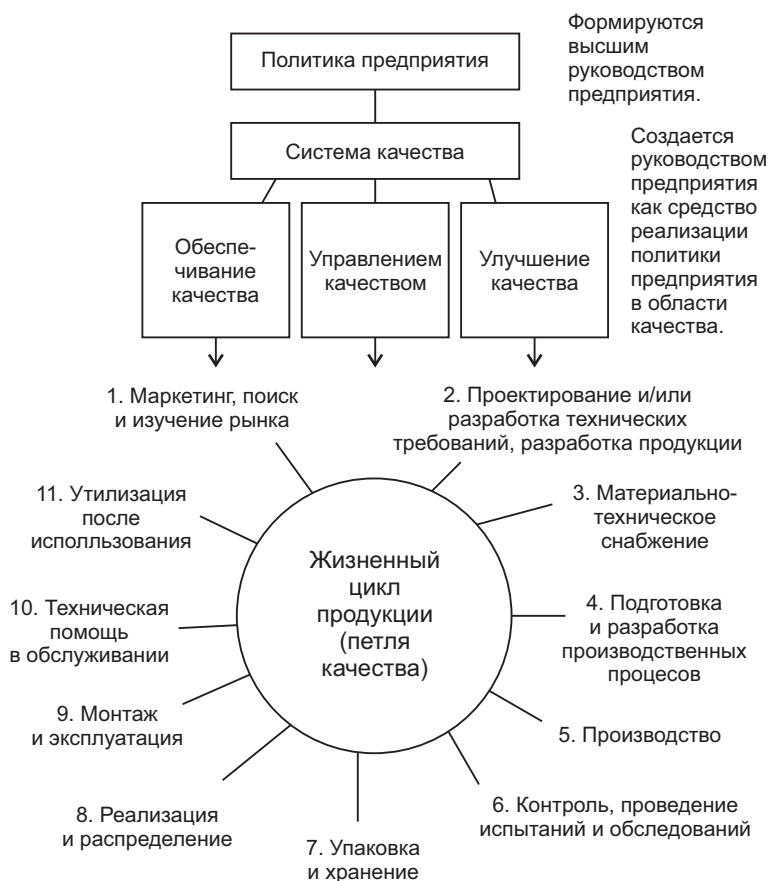 Политика предприятия
Формируются
высшим
руководством
предприятия.
Система качества
Создается
руководством
предприятия
как средство
реализации
политики
предприятия
в области
качества.
Обеспе-
чивание
качества
Управлением
качеством
Улучшение
качества
1. Маркетинг, поиск
и изучение рынка
2. Проектирование и/или
разработка технических
требований, разработка продукции
3. Материально-
техническое
снабжение
4. Подготовка
и разработка
производственных
процесов
5. Производство
6. Контроль, проведение
испытаний и обследований
7. Упаковка
и хранение
8. Реализация
и распределение
9. Монтаж
и эксплуатация
10. Техническая
помощь
в обслуживании
11. Утилизация
после
исполльзования
Жизненный
цикл
продукции
(петля
качества)